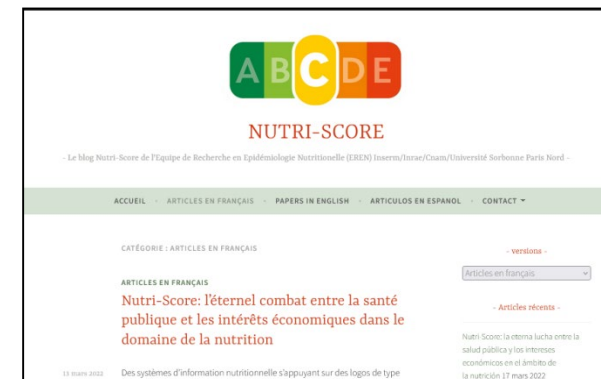 ABCDE
NUTRI-SCORE
- Le blog Nutri-Score de l'Equipe de Recherche en Epidémiologie Nutritionelle (EREN) Inserm/Inrae/Cnam/Université Sorbonne Paris Nord -
ACCUEIL - ARTICLES EN FRANÇAIS - PAPERS IN ENGLISH - ARTICULOS EN ESPANOL - CONTACT
CATÉGORIE : ARTICLES EN FRANÇAIS
ARTICLES EN FRANÇAIS
Nutri-Score: l'éternel combat entre la santé
publique et les intérêts économiques dans le
domaine de la nutrition
13 mars 2022
Des systèmes d'information nutritionnelle s'appuyant sur des logos de type
- versions -
Articles en français
- Articles récents -
Nutri-Score: la eterna lucha entre la
salud pública y los intereses
económicos en el ámbito de
la nutrición 17 mars 2022